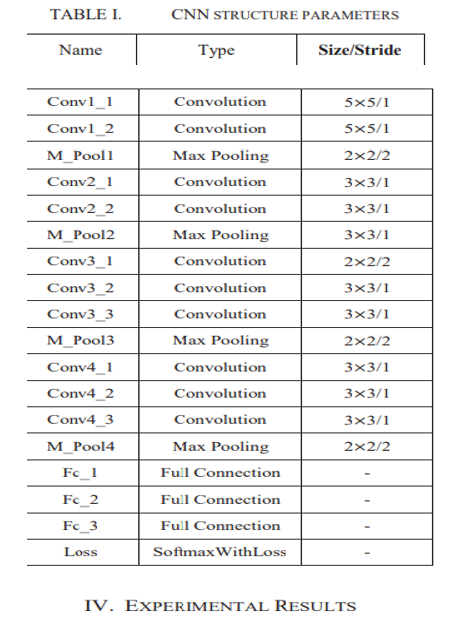 TABLE I. CNN STRUCTURE PARAMETERS
Name Type Size/Stride
Conv1_1 Convolution 5×5/1
Conv1_2 Convolution 5×5/1
M_Pool1 Max Pooling 2×2/2
Conv2_1 Convolution 3×3/1
Conv2_2 Convolution 3×3/1
M_Pool2 Max Pooling 3×3/1
Conv3_1 Convolution 2×2/2
Conv3_2 Convolution 3×3/1
Conv3_3 Convolution 3×3/1
M_Pool3 Max Pooling 2×2/2
Conv4_1 Convolution 3×3/1
Conv4_2 Convolution 3×3/1
Conv4_3 Convolution 3×3/1
M_Pool4 Max Pooling 2×2/2
Fc_1 Full Connection -
Fc_2 Full Connection -
Fc_3 Full Connection -
Loss SoftmaxWithLoss -
IV. EXPERIMENTAL RESULTS